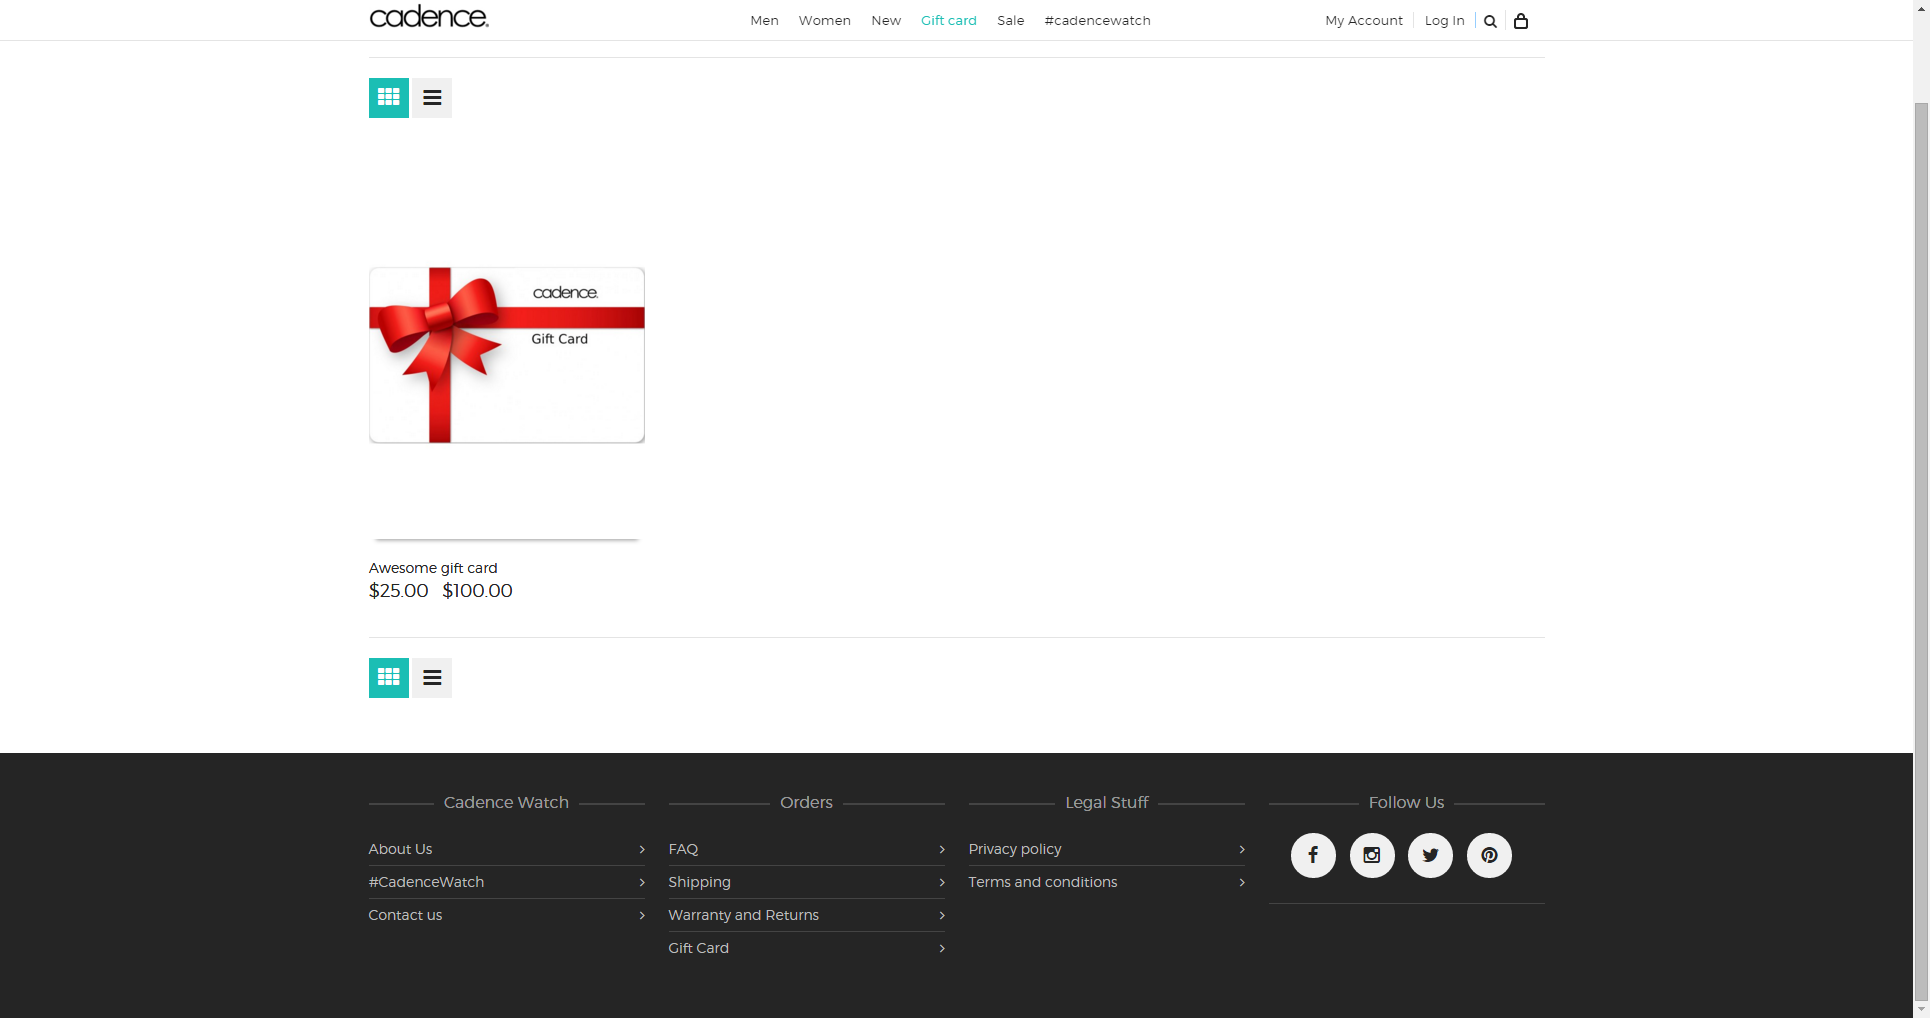 cadence.
Men Women New Gift card Sale #cadencewatch
My Account Log In
cadence.
Gift Card
Awesome gift card
$25.00 $100.00
Cadence Watch
About Us
#CadenceWatch
Contact us
Orders
FAQ
Shipping
Warranty and Returns
Gift Card
Legal Stuff
Privacy policy
Terms and conditions
Follow Us